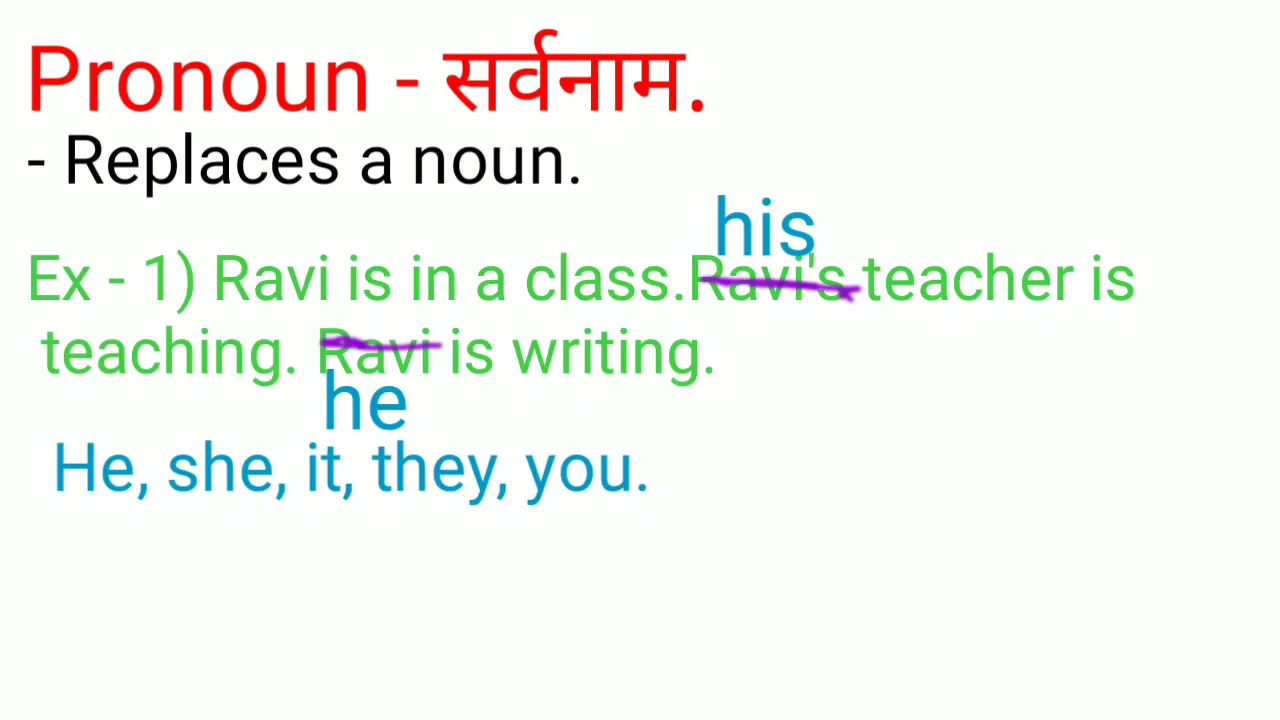 Pronoun - सर्वनाम.
- Replaces a noun.
his
Ex - 1) Ravi is in a class.Ravi's teacher is
teaching. Ravi is writing.
he
He, she, it, they, you.